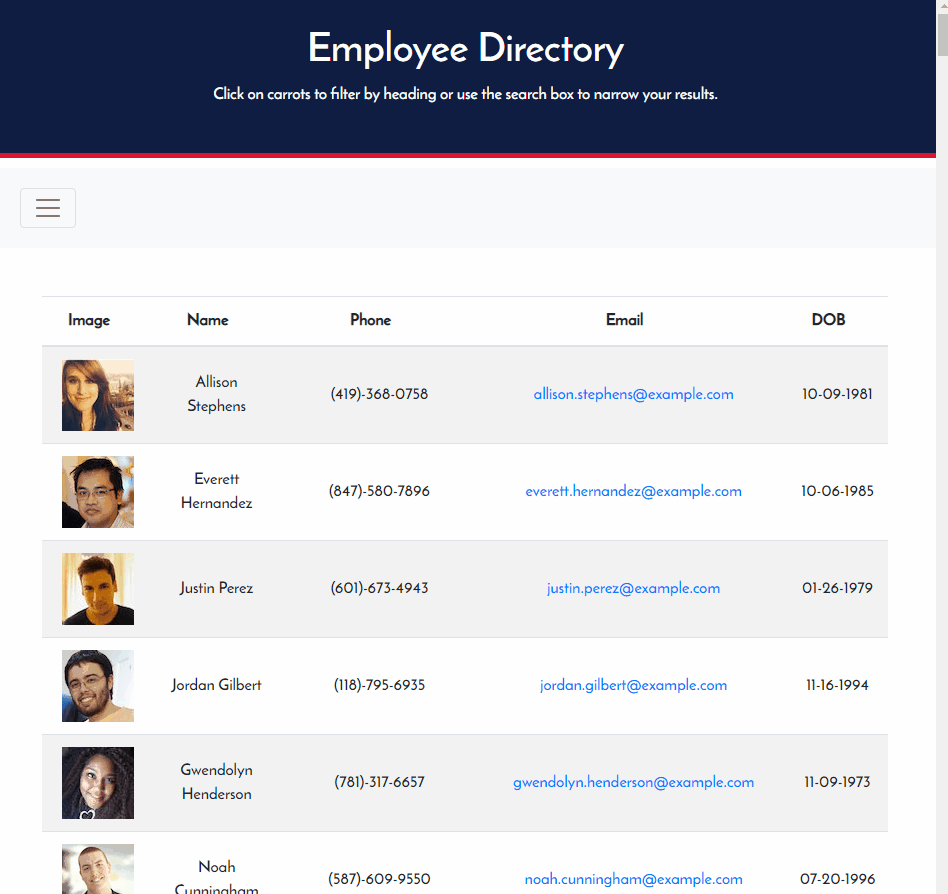 Employee Directory
Click on carrots to filter by heading or use the search box to narrow your results.
Image Name Phone Email DOB
Allison
Stephens
(419)-368-0758 allison.stephens@example.com 10-09-1981
Everett
Hernandez
(847)-580-7896 everett.hernandez@example.com 10-06-1985
Justin Perez (601)-673-4943 justin.perez@example.com 01-26-1979
Jordan Gilbert (118)-795-6935 jordan.gilbert@example.com 11-16-1994
Gwendolyn
Henderson
(781)-317-6657 gwendolyn.henderson@example.com 11-09-1973
Noah
Cunningham
(587)-609-9550 noah.cunningham@example.com 07-20-1996